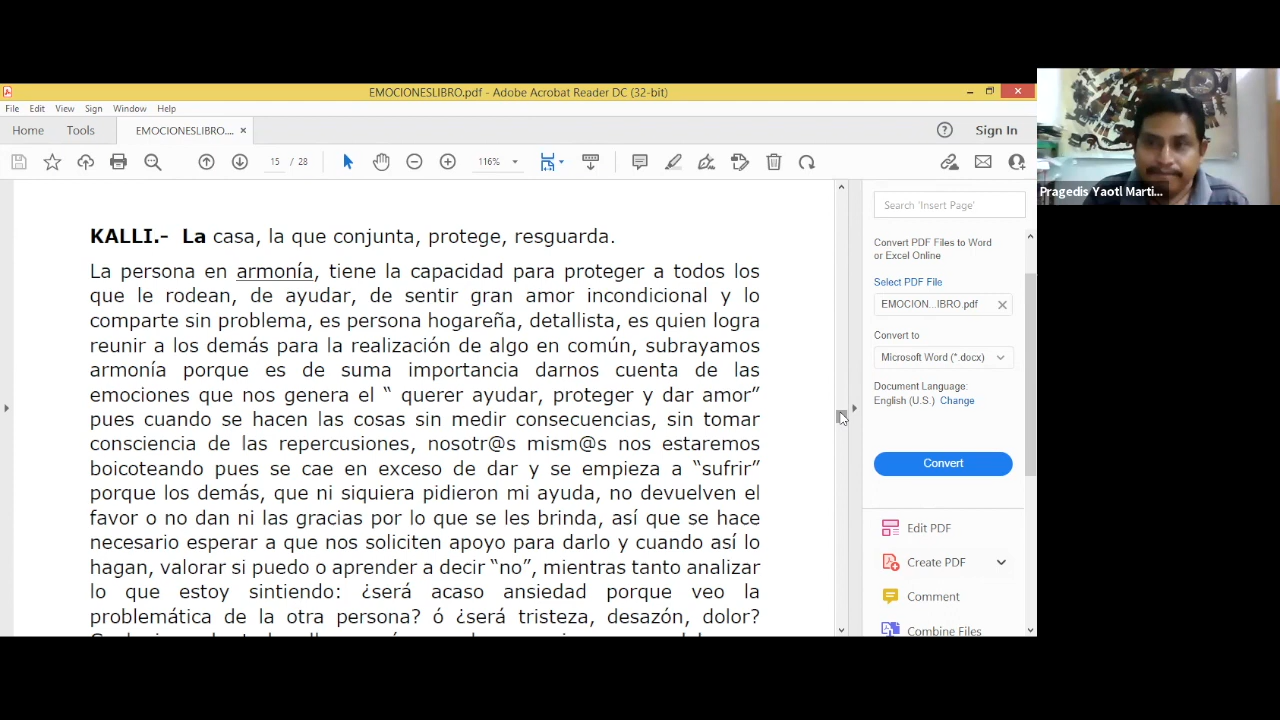 EMOCIONESLIBRO.pdf - Adobe Acrobat Reader DC (32-bit)
File Edit View Sign Window Help
Home Tools EMOCIONESLIBRO.... × Sign In
15 / 28 116%
KALLI.- La casa, la que conjunta, protege, resguarda.
La persona en armonía, tiene la capacidad para proteger a todos los
que le rodean, de ayudar, de sentir gran amor incondicional y lo
comparte sin problema, es persona hogareña, detallista, es quien logra
reunir a los demás para la realización de algo en común, subrayamos
armonía porque es de suma importancia darnos cuenta de las
emociones que nos genera el “ querer ayudar, proteger y dar amor”
pues cuando se hacen las cosas sin medir consecuencias, sin tomar
consciencia de las repercusiones, nosotr@s mism@s nos estaremos
boicoteando pues se cae en exceso de dar y se empieza a “sufrir”
porque los demás, que ni siquiera pidieron mi ayuda, no devuelven el
favor o no dan ni las gracias por lo que se les brinda, así que se hace
necesario esperar a que nos soliciten apoyo para darlo y cuando así lo
hagan, valorar si puedo o aprender a decir “no”, mientras tanto analizar
lo que estoy sintiendo: ¿será acaso ansiedad porque veo la
problemática de la otra persona? ó ¿será tristeza, desazón, dolor?
Search 'Insert Page'
Convert PDF Files to Word
or Excel Online
Select PDF File
EMOCION...IBRO.pdf
Convert to
Microsoft Word (*.docx)
Document Language:
English (U.S.) Change
Convert
Edit PDF
Create PDF
Comment
Combine Files
Pragedis Yaotl Marti...